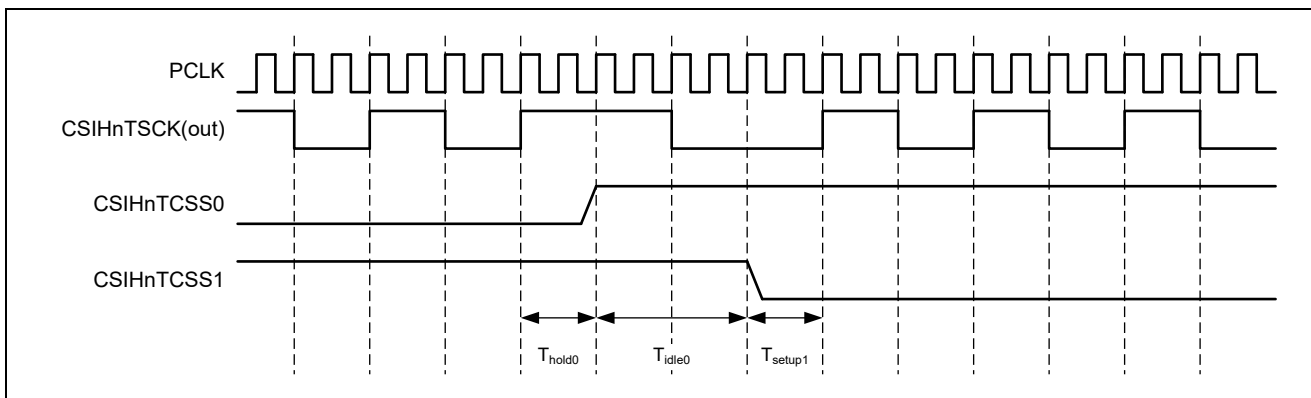 PCLK
CSIHnTSCK(out)
CSIHnTCSS0
CSIHnTCSS1
Thold0 Tidle0 Tsetup1